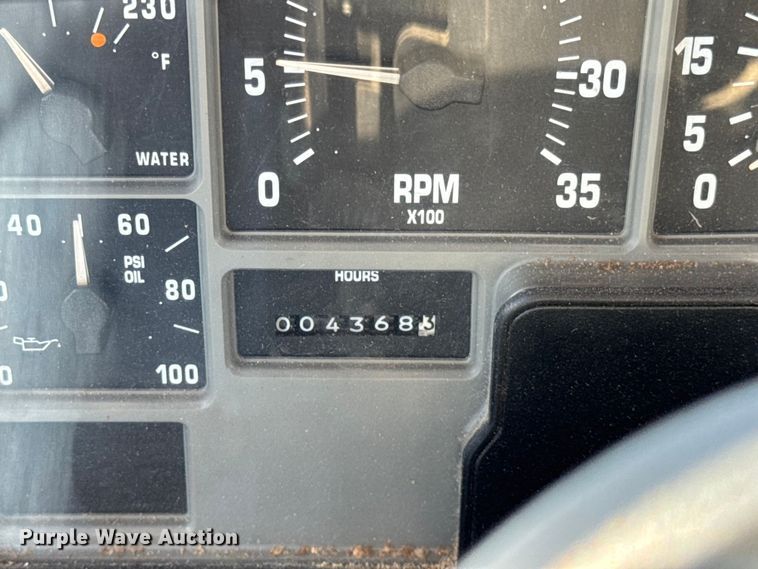 230
°F
WATER
5
30
0
RPM
X100
35
15
5
0
40
60
PSI
OIL
80
0
100
HOURS
004368
Purple Wave Auction